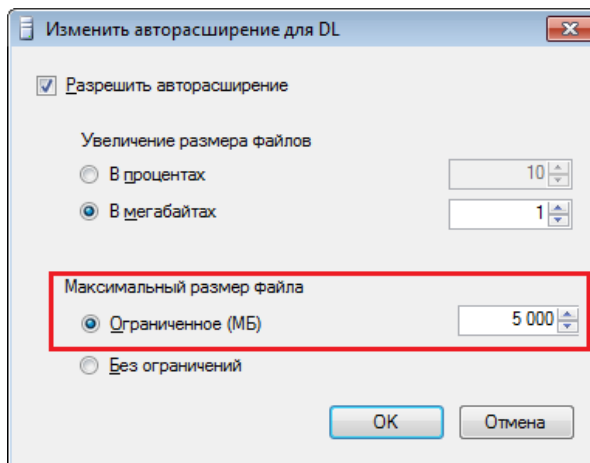 Изменить авторасширение для DL
Разрешить авторасширение
Увеличение размера файлов
В процентах 10
В мегабайтах 1
Максимальный размер файла
Ограниченное (МБ) 5 000
Без ограничений
OK Отмена